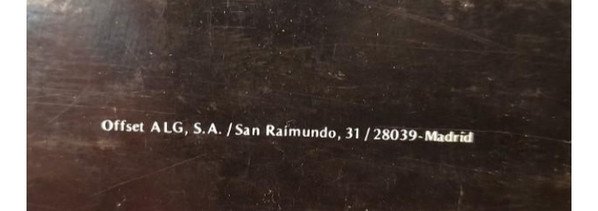 Offset ALG, S.A. /San Raimundo, 31 / 28039-Madrid